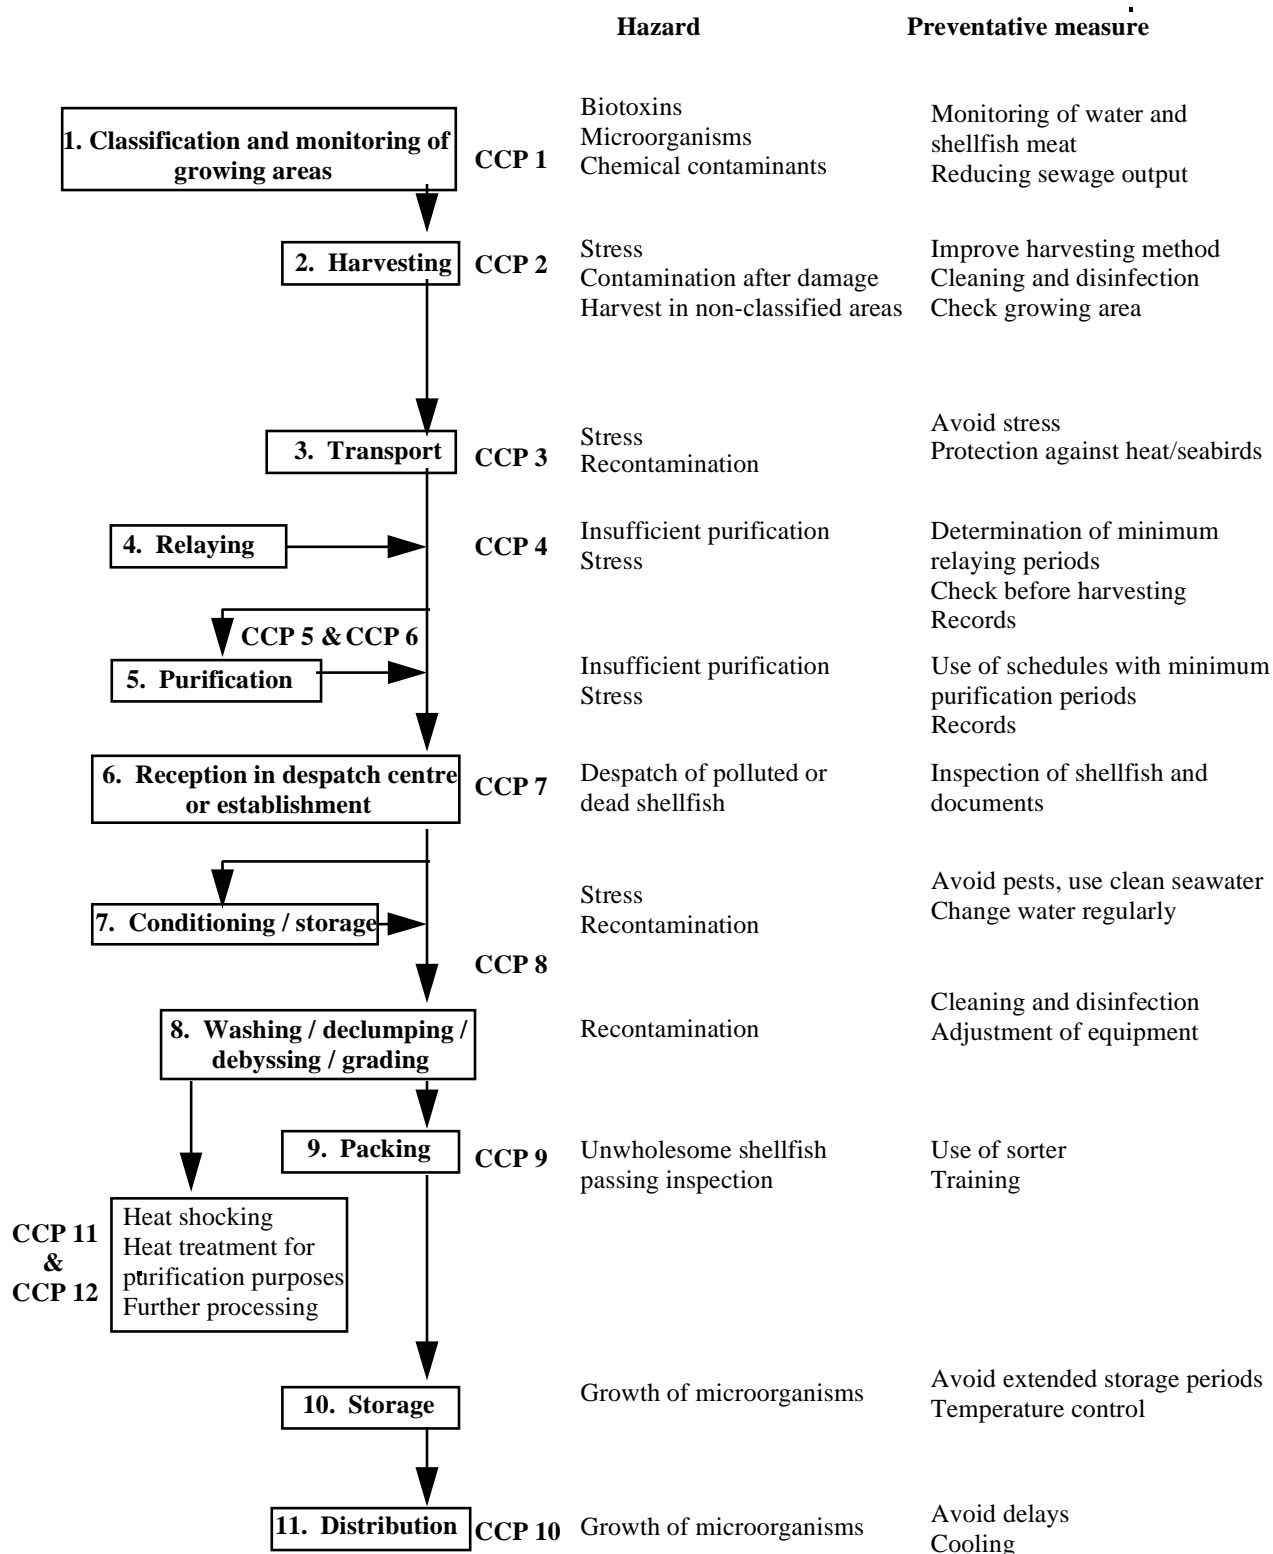 Hazard
Preventative measure
1. Classification and monitoring of
growing areas
CCP 1
Biotoxins
Microorganisms
Chemical contaminants
Monitoring of water and
shellfish meat
Reducing sewage output
2. Harvesting
CCP 2
Stress
Contamination after damage
Harvest in non-classified areas
Improve harvesting method
Cleaning and disinfection
Check growing area
3. Transport
CCP 3
Stress
Recontamination
Avoid stress
Protection against heat/seabirds
4. Relaying
CCP 4
Insufficient purification
Stress
Determination of minimum
relaying periods
Check before harvesting
Records
CCP 5 & CCP 6
5. Purification
Insufficient purification
Stress
Use of schedules with minimum
purification periods
Records
6. Reception in despatch centre
or establishment
CCP 7
Despatch of polluted or
dead shellfish
Inspection of shellfish and
documents
7. Conditioning / storage
Stress
Recontamination
Avoid pests, use clean seawater
Change water regularly
CCP 8
8. Washing / declumping /
debyssing / grading
Recontamination
Cleaning and disinfection
Adjustment of equipment
9. Packing
CCP 9
Unwholesome shellfish
passing inspection
Use of sorter
Training
CCP 11
&
CCP 12
Heat shocking
Heat treatment for
purification purposes
Further processing
10. Storage
Growth of microorganisms
Avoid extended storage periods
Temperature control
11. Distribution
CCP 10
Growth of microorganisms
Avoid delays
Cooling